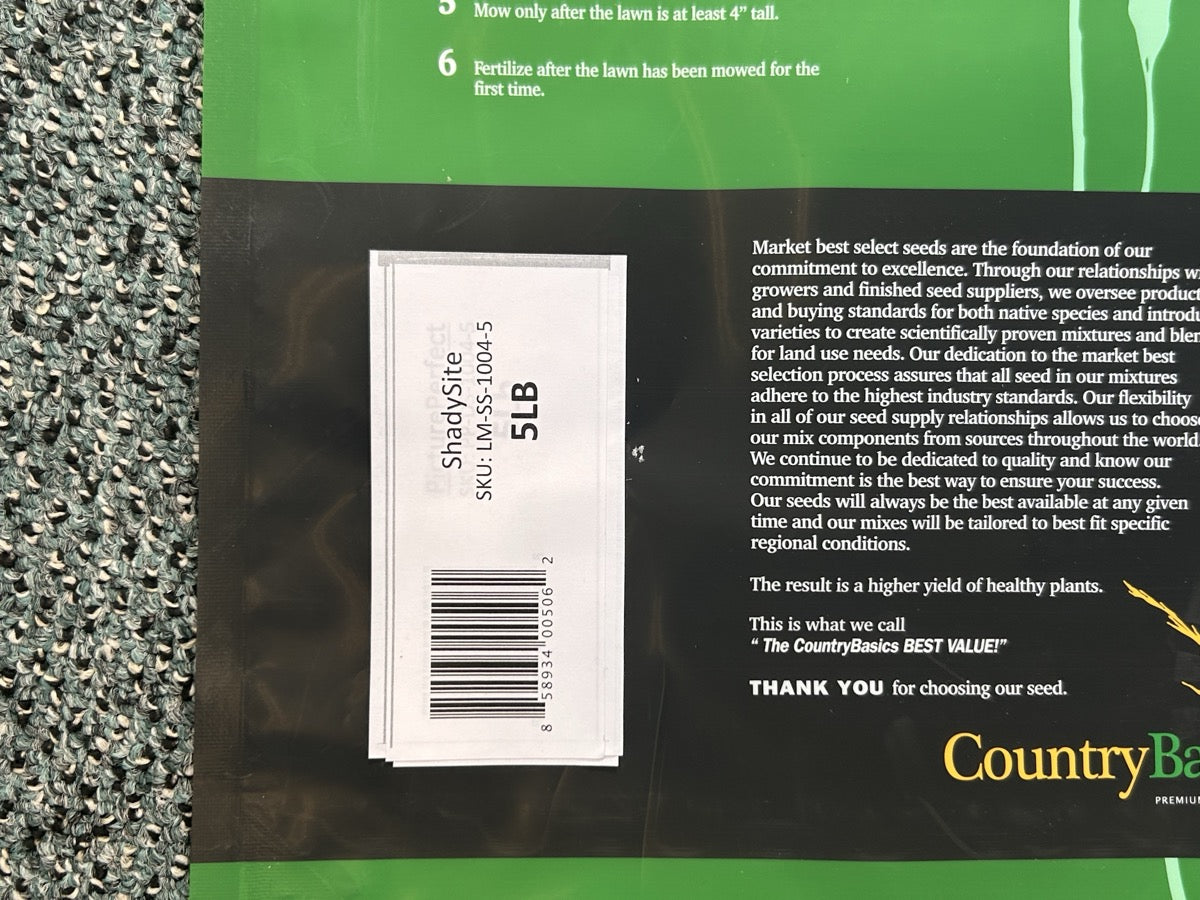 5 Mow only after the lawn is at least 4” tall.
6 Fertilize after the lawn has been mowed for the
first time.
ShadySite
SKU: LM-SS-1004-5
5LB
8 58934 00506 2
Market best select seeds are the foundation of our
commitment to excellence. Through our relationships
growers and finished seed suppliers, we oversee
and buying standards for both native species and
varieties to create scientifically proven mixtures and
for land use needs. Our dedication to the market best
selection process assures that all seed in our mixtures
adhere to the highest industry standards. Our flexibility
in all of our seed supply relationships allows us to
our mix components from sources throughout the world.
We continue to be dedicated to quality and know our
commitment is the best way to ensure your success.
Our seeds will always be the best available at any given
time and our mixes will be tailored to best fit specific
regional conditions.
The result is a higher yield of healthy plants.
This is what we call
“ The CountryBasics BEST VALUE!”
THANK YOU for choosing our seed.
CountryBa
PREMIU